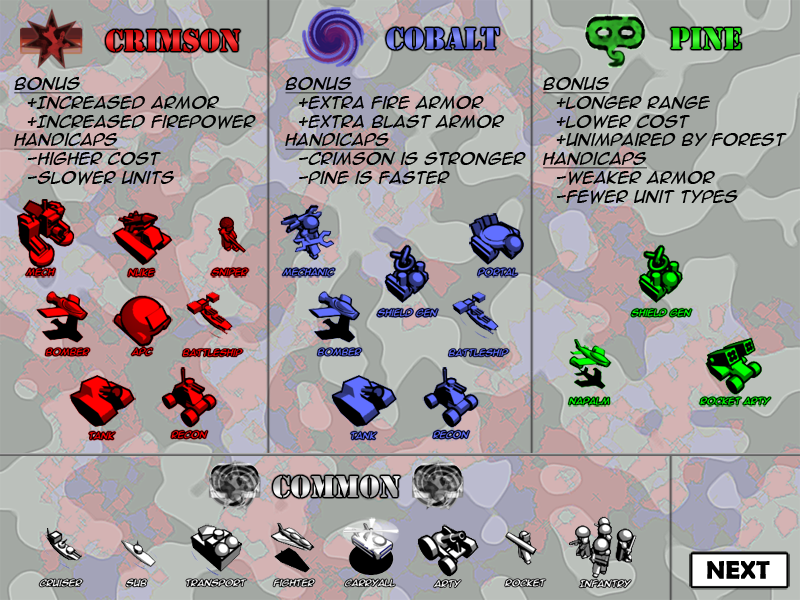 CRIMSON
BONUS
+INCREASED ARMOR
+INCREASED FIREPOWER
HANDICAPS
-HIGHER COST
-SLOWER UNITS
MECH NUKE SNIPER
BOMBER APC BATTLESHIP
TANK RECON
COBALT
BONUS
+EXTRA FIRE ARMOR
+EXTRA BLAST ARMOR
HANDICAPS
-CRIMSON IS STRONGER
-PINE IS FASTER
MECHANIC PORTAL
SHIELD GEN
BOMBER BATTLESHIP
TANK RECON
PINE
BONUS
+LONGER RANGE
+LOWER COST
+UNIMPAIRED BY FOREST
HANDICAPS
-WEAKER ARMOR
-FEWER UNIT TYPES
SHIELD GEN
NAPALM ROCKET ARTY
COMMON
CRUISER SUB TRANSPORT FIGHTER CARRYALL ARTY ROCKET INFANTRY
NEXT